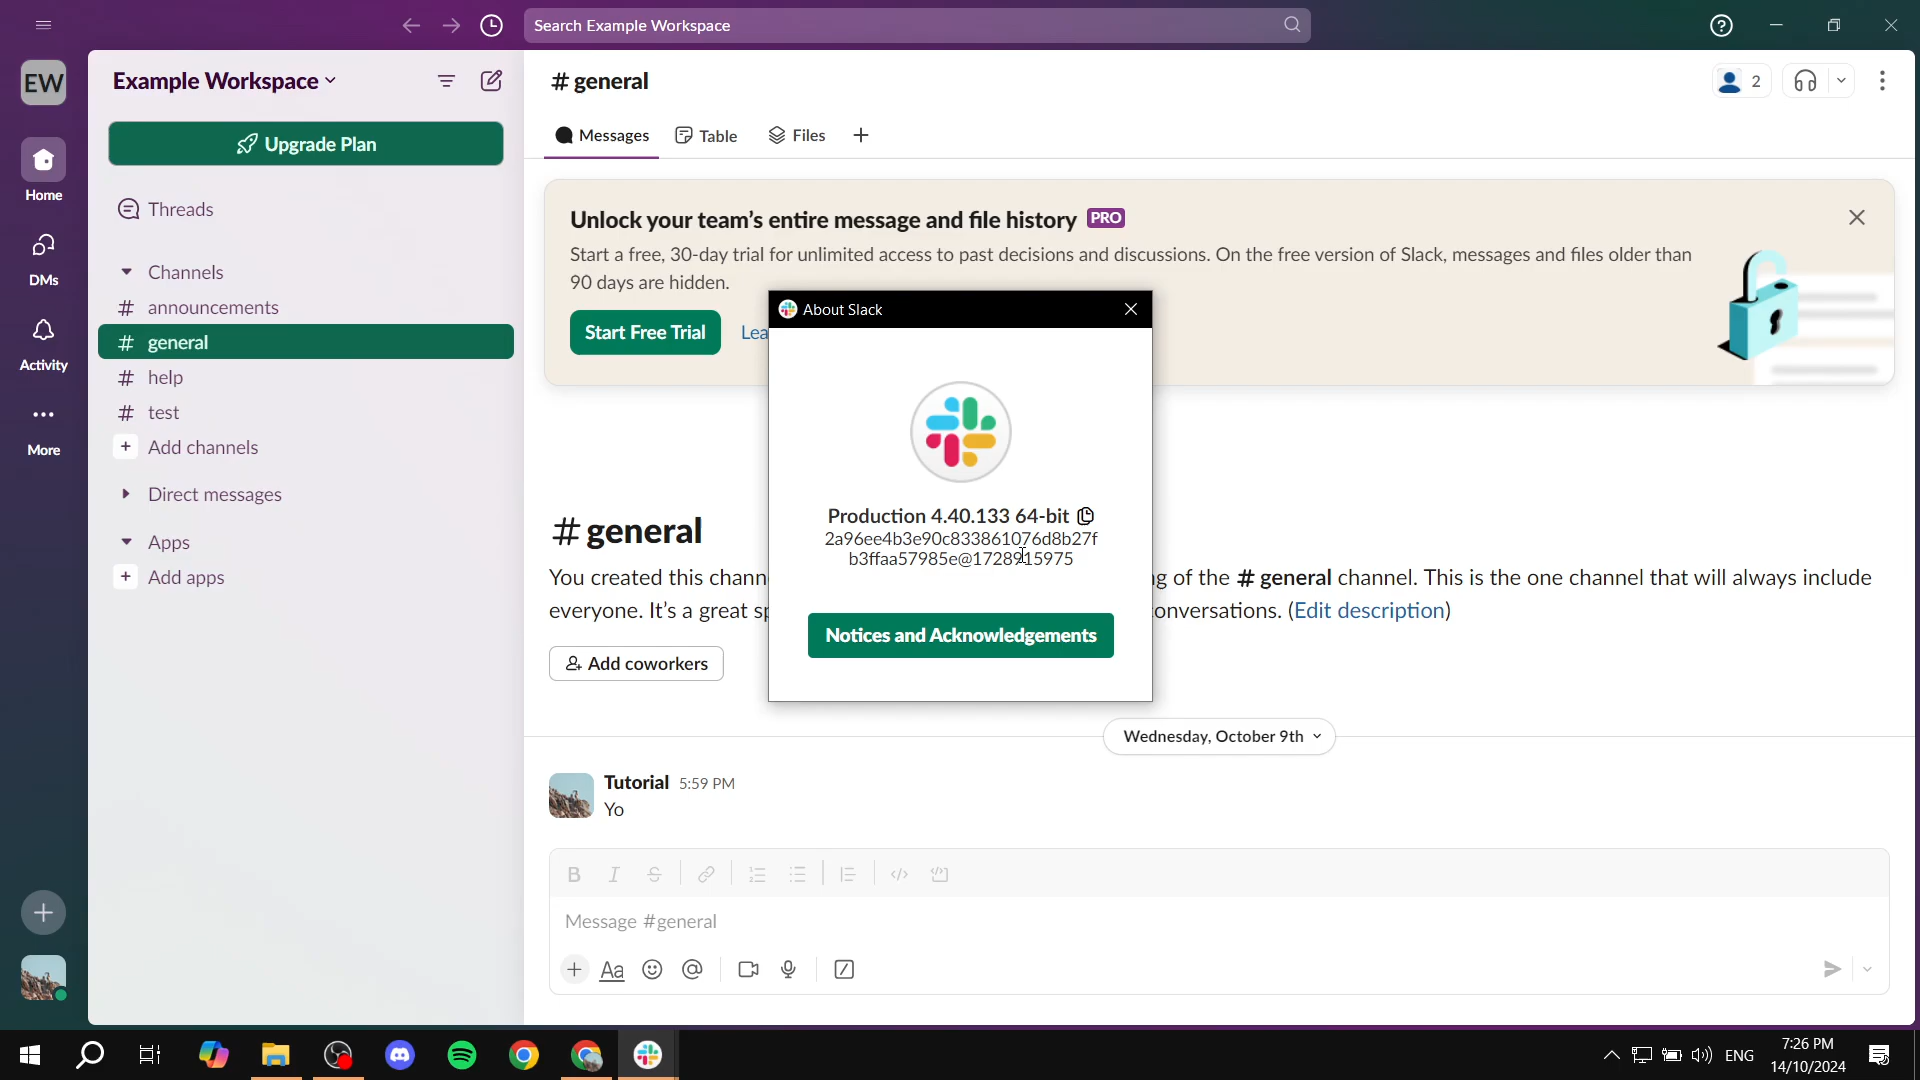 Search Example Workspace
EW
Home
DMs
Activity
More
Example Workspace
Upgrade Plan
Threads
Channels
# announcements
# general
# help
# test
+ Add channels
Direct messages
Apps
+ Add apps
# general
2
Messages
Table
Files
+
Unlock your team's entire message and file history PRO
Start a free, 30-day trial for unlimited access to past decisions and discussions. On the free version of Slack, messages and files older than
90 days are hidden.
Start Free Trial
Lea
About Slack
Production 4.40.133 64-bit
2a96ee4b3e90c833861076d8b27f
b3ffaa57985e@1728915975
Notices and Acknowledgements
# general
You created this chann
g of the # general channel. This is the one channel that will always include
everyone. It's a great sp
onversations. (Edit description)
Add coworkers
Wednesday, October 9th
Tutorial 5:59 PM
Yo
B I S
Message #general
+ Aa @
ENG
7:26 PM
14/10/2024